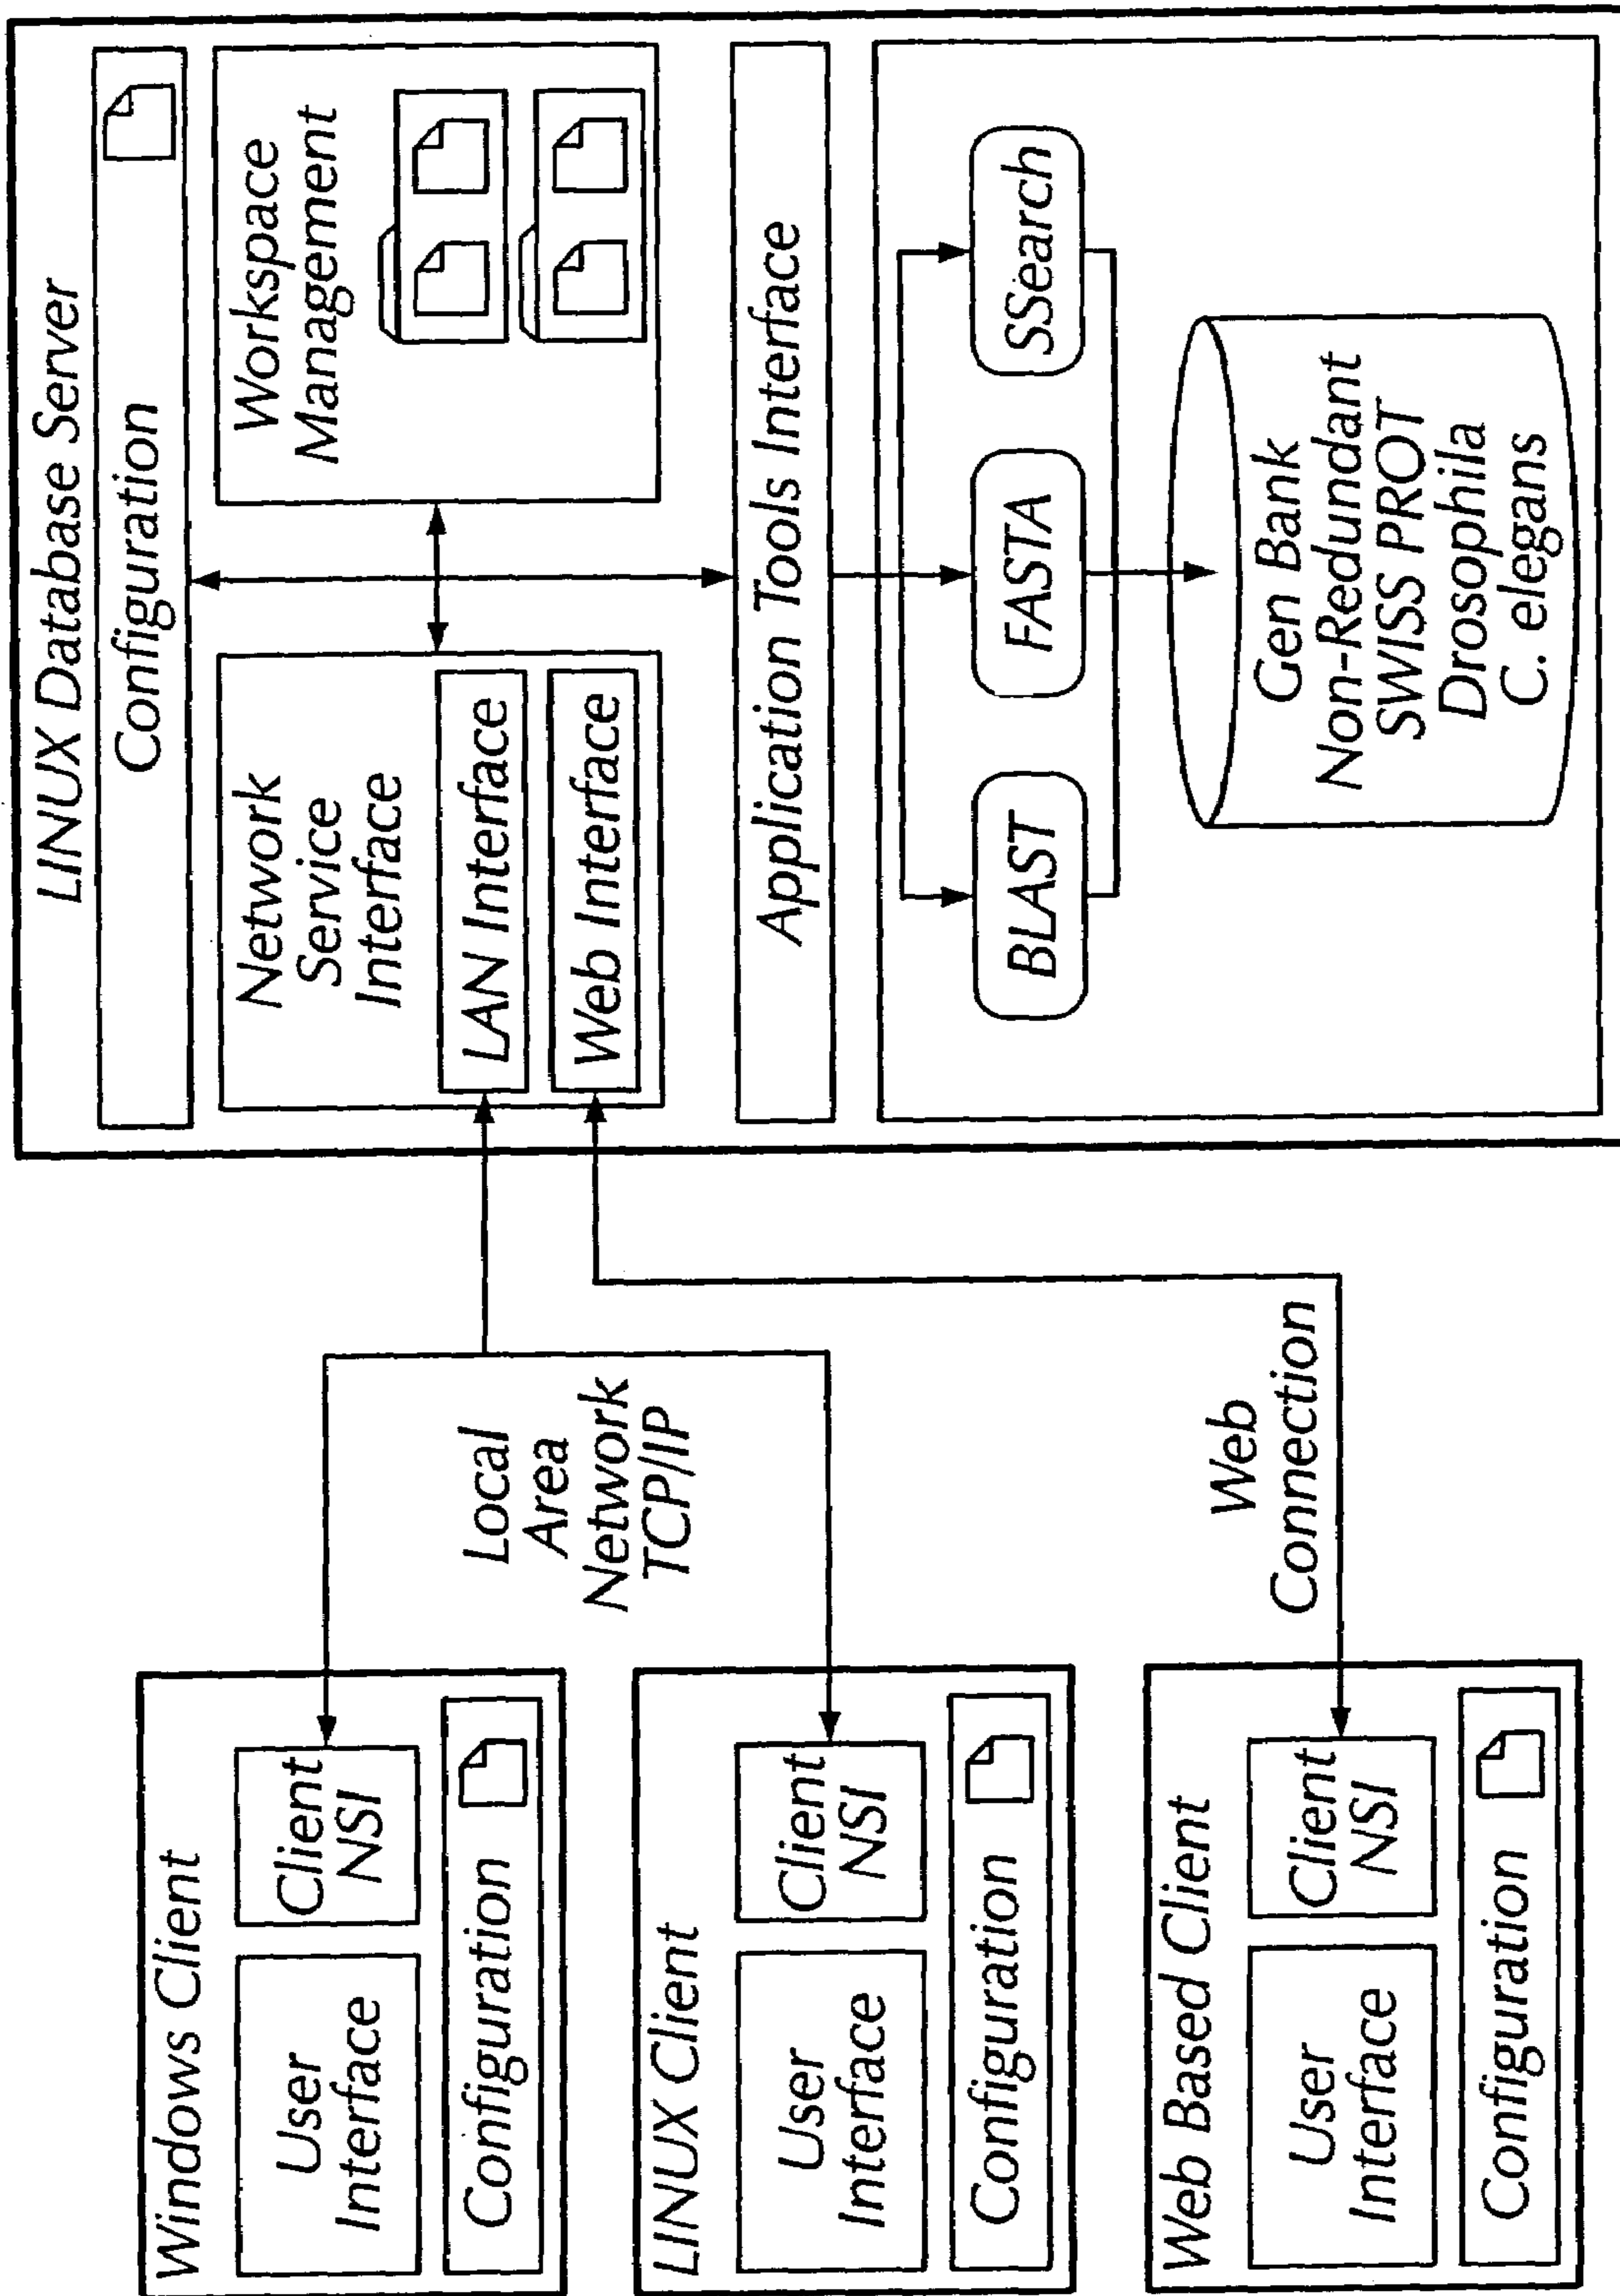 Windows Client
User
Interface
Client
NSI
Configuration
LINUX Client
User
Interface
Client
NSI
Configuration
Web Based Client
User
Interface
Client
NSI
Configuration
Local
Area
Network
TCP/IP
Web
Connection
LINUX Database Server
Configuration
Network
Service
Interface
LAN Interface
Web Interface
Workspace
Management
Application Tools Interface
BLAST
FASTA
SSearch
Gen Bank
Non-Redundant
SWISS PROT
Drosophila
C. elegans